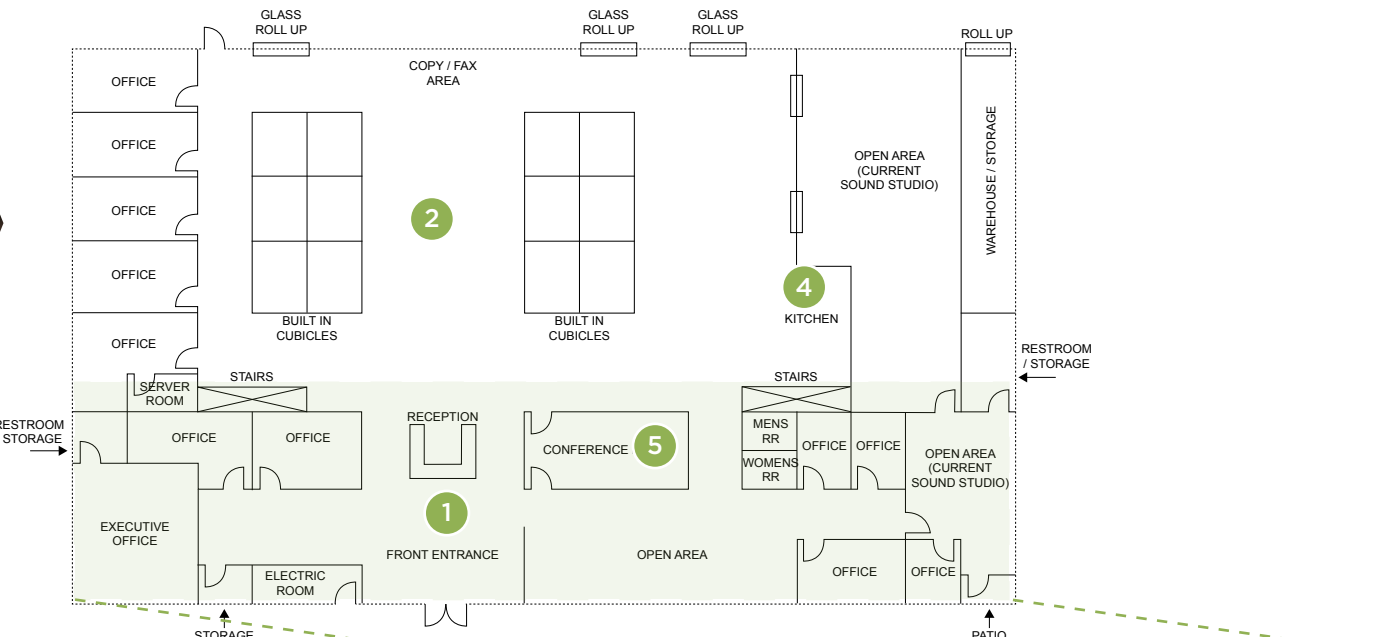 GLASS
ROLL UP
GLASS
ROLL UP
GLASS
ROLL UP
ROLL UP
COPY / FAX
AREA
OFFICE
OFFICE
OFFICE
OFFICE
OFFICE
2
OPEN AREA
(CURRENT
SOUND STUDIO)
WAREHOUSE / STORAGE
4
KITCHEN
BUILT IN
CUBICLES
BUILT IN
CUBICLES
RESTROOM
/ STORAGE
SERVER
ROOM
STAIRS
STAIRS
RESTROOM
STORAGE
OFFICE
OFFICE
RECEPTION
CONFERENCE
5
MENS
RR
WOMENS
RR
OFFICE
OFFICE
OPEN AREA
(CURRENT
SOUND STUDIO)
1
EXECUTIVE
OFFICE
FRONT ENTRANCE
OPEN AREA
ELECTRIC
ROOM
OFFICE
OFFICE
STORAGE
PATIO